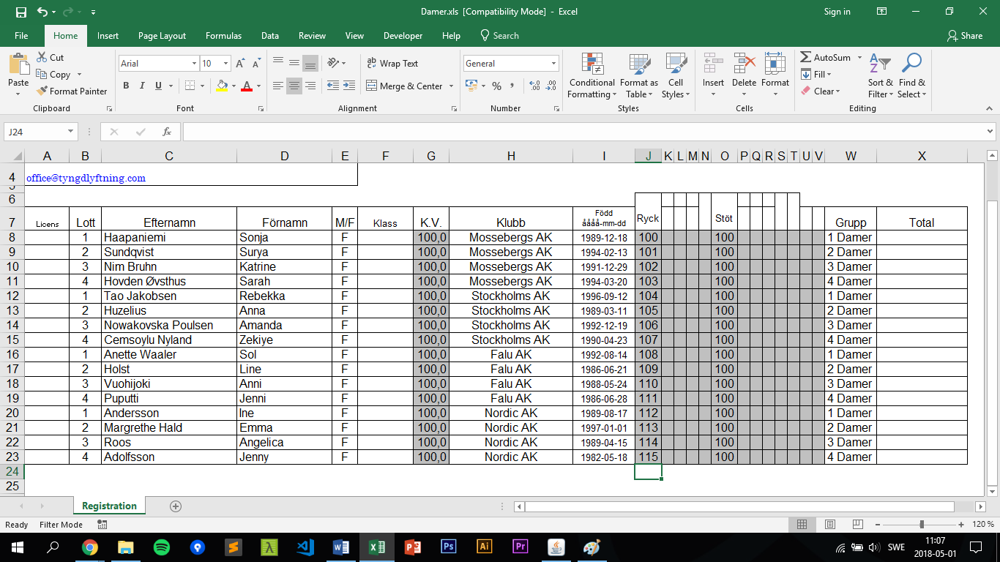 Damer.xls [Compatibility Mode] - Excel
Sign in
File Home Insert Page Layout Formulas Data Review View Developer Help Search Share
Paste
Cut
Copy
Format Painter
Clipboard
Arial 10
B I U
Font
Wrap Text
Merge & Center
Alignment
General
Number
Conditional Formatting
Format as Table
Cell Styles
Styles
Insert Delete Format
Cells
AutoSum
Fill
Clear
Sort & Filter
Find & Select
Editing
J24 fx
A B C D E F G H I J K L M N O P Q R S T U V W X
4 office@tyngdlyftning.com
5
6
7 Licens Lott Efternamn Förnamn M/F Klass K.V. Klubb Född åååå-mm-dd Ryck Stöt Grupp Total
8 1 Haapaniemi Sonja F 100,0 Mossebergs AK 1989-12-18 100 100 1 Damer
9 2 Sundqvist Surya F 100,0 Mossebergs AK 1994-02-13 101 100 2 Damer
10 3 Nim Bruhn Katrine F 100,0 Mossebergs AK 1991-12-29 102 100 3 Damer
11 4 Hovden Øvsthus Sarah F 100,0 Mossebergs AK 1994-03-20 103 100 4 Damer
12 1 Tao Jakobsen Rebekka F 100,0 Stockholms AK 1996-09-12 104 100 1 Damer
13 2 Huzelius Anna F 100,0 Stockholms AK 1989-03-11 105 100 2 Damer
14 3 Nowakovska Poulsen Amanda F 100,0 Stockholms AK 1992-12-19 106 100 3 Damer
15 4 Cemsoylu Nyland Zekiye F 100,0 Stockholms AK 1990-04-23 107 100 4 Damer
16 1 Anette Waaler Sol F 100,0 Falu AK 1992-08-14 108 100 1 Damer
17 2 Holst Line F 100,0 Falu AK 1986-06-21 109 100 2 Damer
18 3 Vuohijoki Anni F 100,0 Falu AK 1988-05-24 110 100 3 Damer
19 4 Puputti Jenni F 100,0 Falu AK 1986-06-28 111 100 4 Damer
20 1 Andersson Ine F 100,0 Nordic AK 1989-08-17 112 100 1 Damer
21 2 Margrethe Hald Emma F 100,0 Nordic AK 1997-01-01 113 100 2 Damer
22 3 Roos Angelica F 100,0 Nordic AK 1989-04-15 114 100 3 Damer
23 4 Adolfsson Jenny F 100,0 Nordic AK 1982-05-18 115 100 4 Damer
24
25
Registration
Ready Filter Mode 120 %
Ps Ai Pr
SWE
11:07
2018-05-01